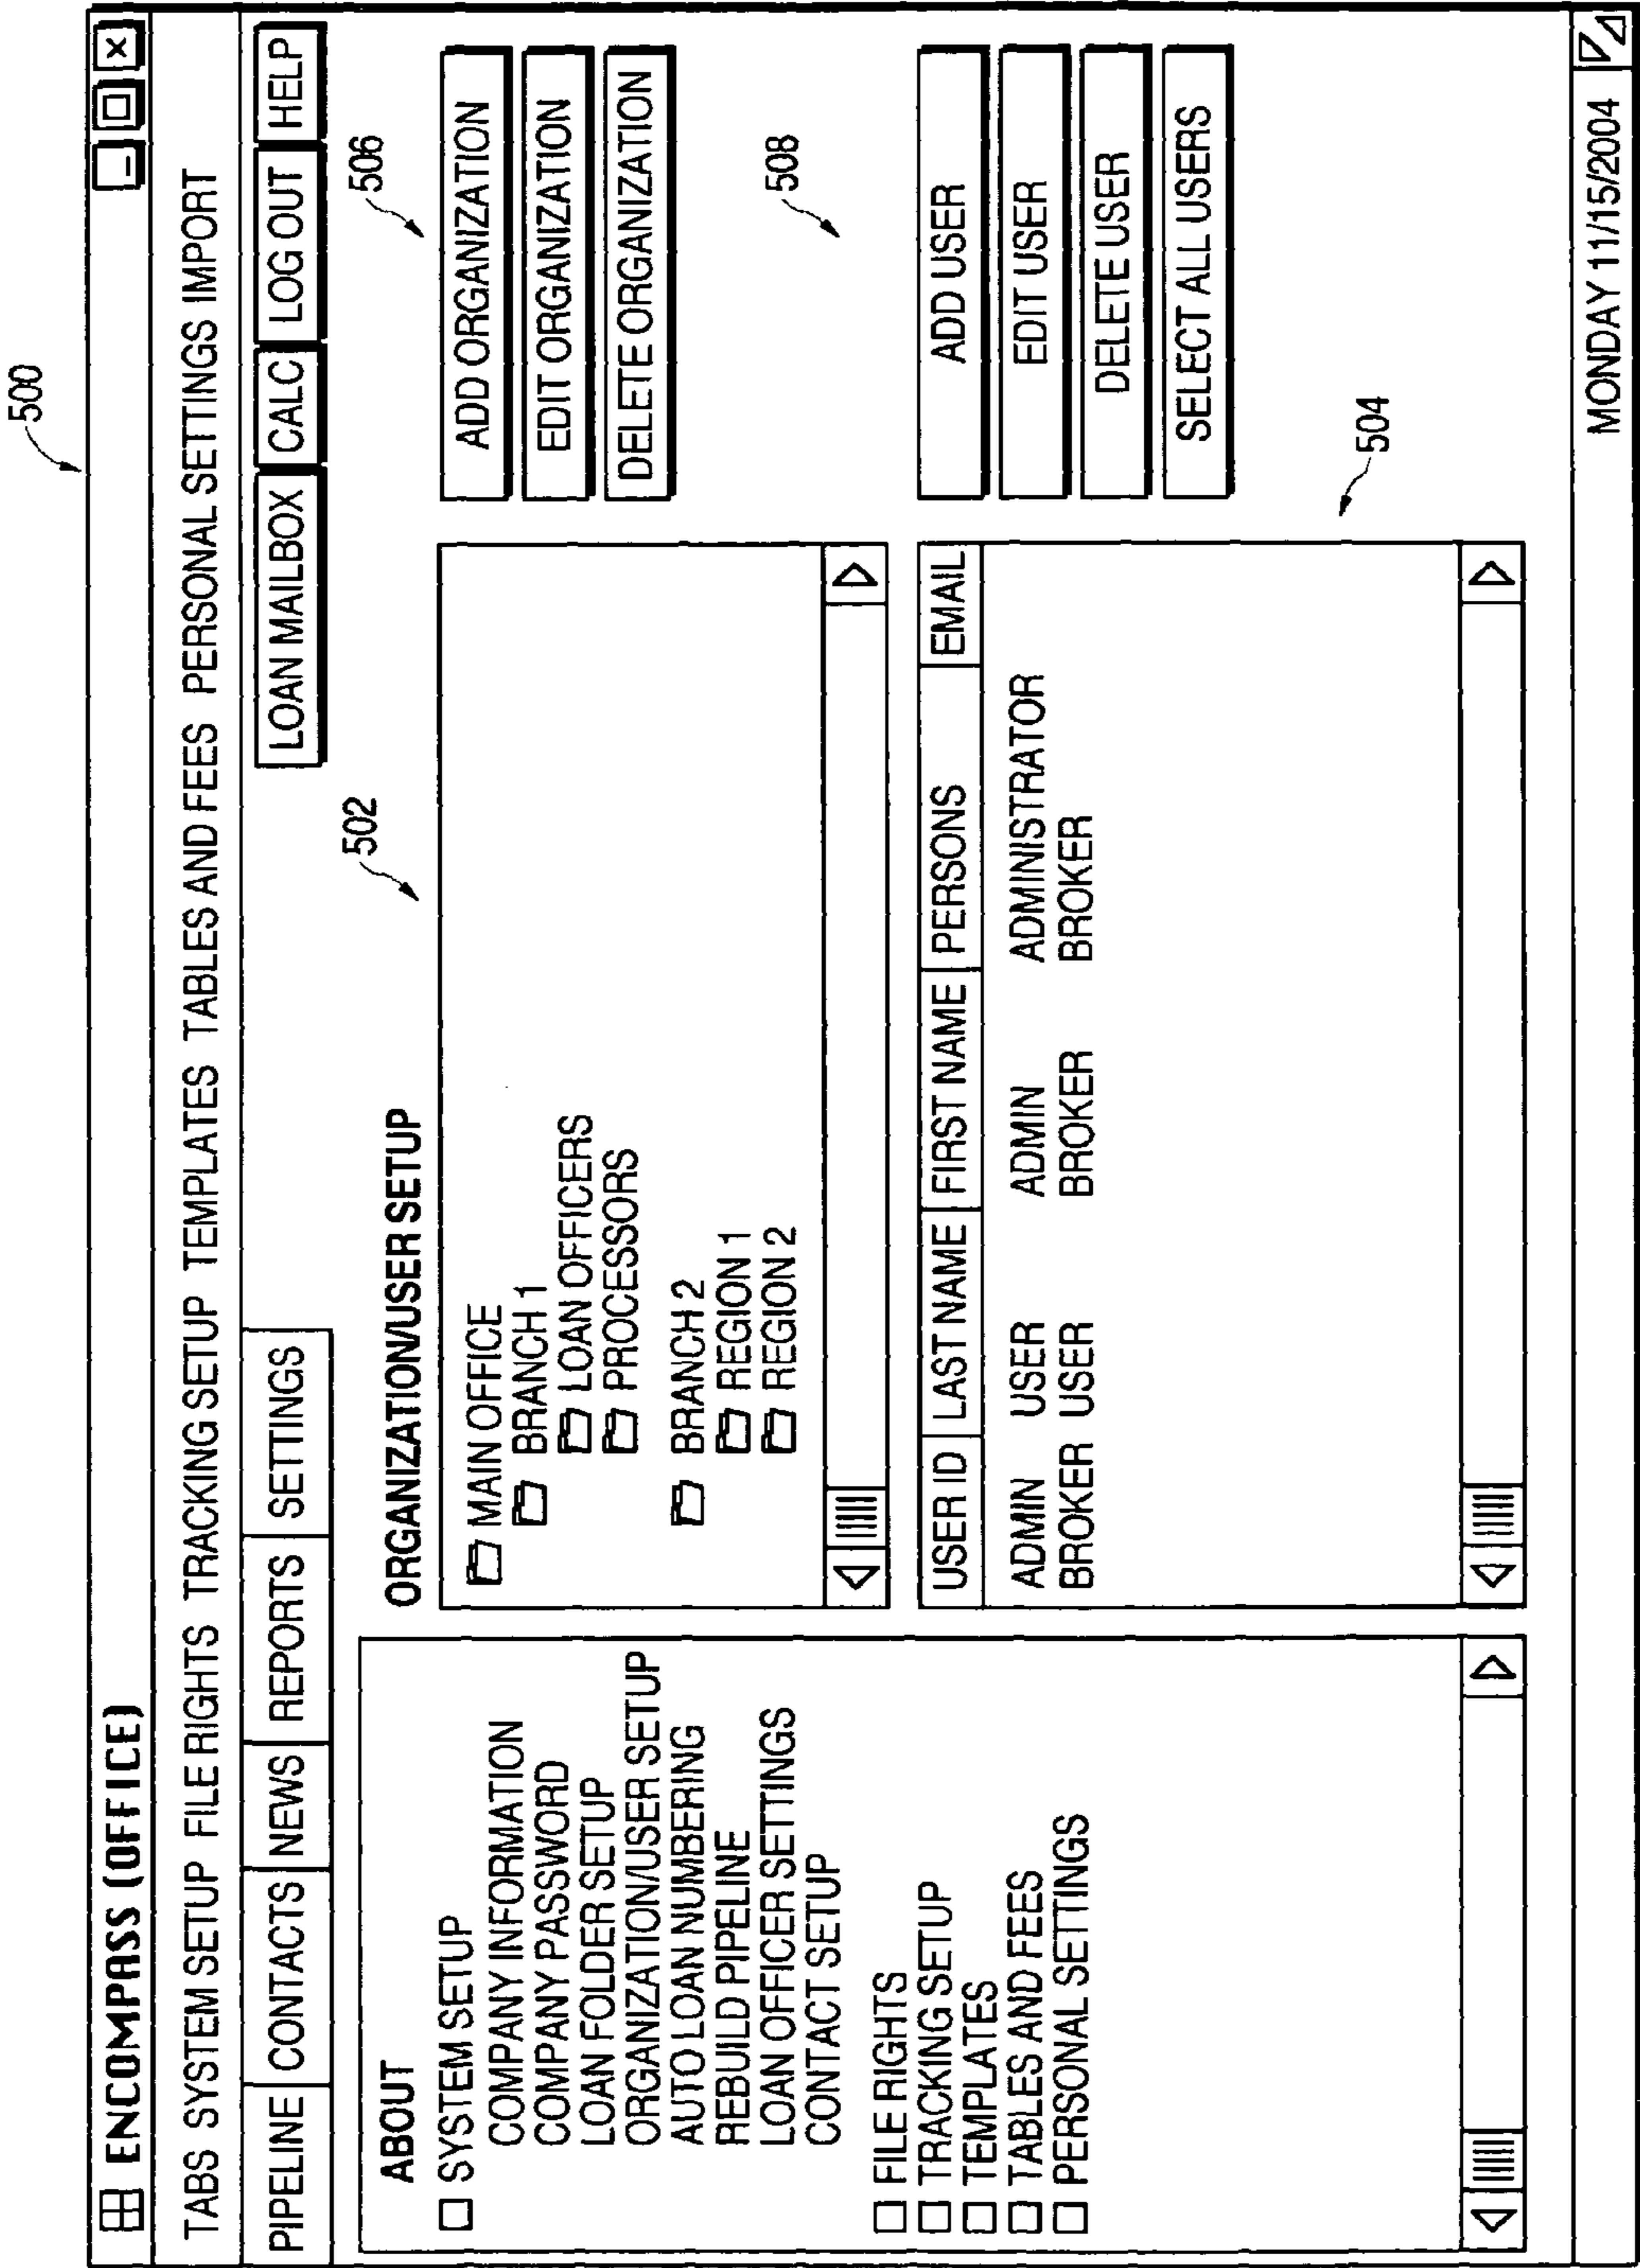 500
ENCOMPASS (OFFICE)
TABS SYSTEM SETUP FILE RIGHTS TRACKING SETUP TEMPLATES TABLES AND FEES PERSONAL SETTINGS IMPORT
PIPELINE CONTACTS NEWS REPORTS SETTINGS
LOAN MAILBOX CALC LOG OUT HELP
ABOUT
SYSTEM SETUP
COMPANY INFORMATION
COMPANY PASSWORD
LOAN FOLDER SETUP
ORGANIZATION/USER SETUP
AUTO LOAN NUMBERING
REBUILD PIPELINE
LOAN OFFICER SETTINGS
CONTACT SETUP
FILE RIGHTS
TRACKING SETUP
TEMPLATES
TABLES AND FEES
PERSONAL SETTINGS
ORGANIZATION/USER SETUP
502
MAIN OFFICE
BRANCH 1
LOAN OFFICERS
PROCESSORS
BRANCH 2
REGION 1
REGION 2
506
ADD ORGANIZATION
EDIT ORGANIZATION
DELETE ORGANIZATION
USER ID LAST NAME FIRST NAME PERSONS EMAIL
ADMIN USER ADMIN ADMINISTRATOR
BROKER USER BROKER BROKER
508
ADD USER
EDIT USER
DELETE USER
SELECT ALL USERS
504
MONDAY 11/15/2004